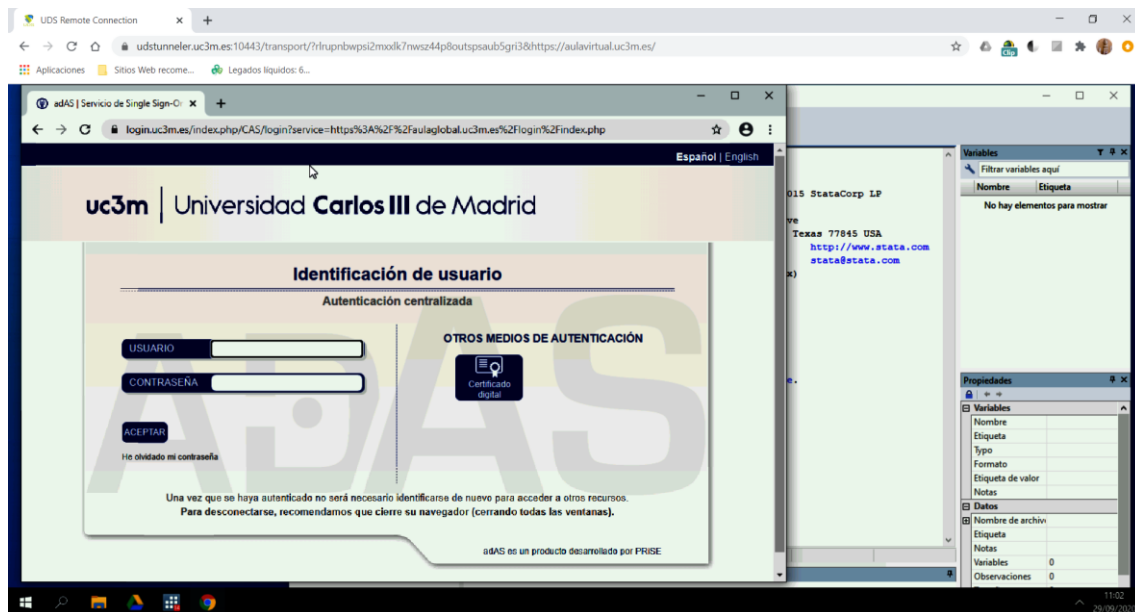 UDS Remote Connection
udstunneler.uc3m.es:10443/transport/?rlrupnbwpsi2mxxdlk7nwsz44p8outspsaub5gri3&https://aulavirtual.uc3m.es/
Aplicaciones
Sitios Web recome...
Legados líquidos: 6...
Clip
adAS | Servicio de Single Sign-O
login.uc3m.es/index.php/CAS/login?service=https%3A%2F%2Faulaglobal.uc3m.es%2Flogin%2Findex.php
Español | English
uc3m | Universidad Carlos III de Madrid
Identificación de usuario
Autenticación centralizada
USUARIO
CONTRASEÑA
ACEPTAR
He olvidado mi contraseña
OTROS MEDIOS DE AUTENTICACIÓN
Certificado
digital
ADAS
Una vez que se haya autenticado no será necesario identificarse de nuevo para acceder a otros recursos.
Para desconectarse, recomendamos que cierre su navegador (cerrando todas las ventanas).
adAS es un producto desarrollado por PRiSE
015 StataCorp LP
ve
Texas 77845 USA
http://www.stata.com
stata@stata.com
x)
e.
Variables
Filtrar variables aquí
Nombre Etiqueta
No hay elementos para mostrar
Propiedades
Variables
Nombre
Etiqueta
Typo
Formato
Etiqueta de valor
Notas
Datos
Nombre de archiv
Etiqueta
Notas
Variables 0
Observaciones 0
11:02
29/09/202